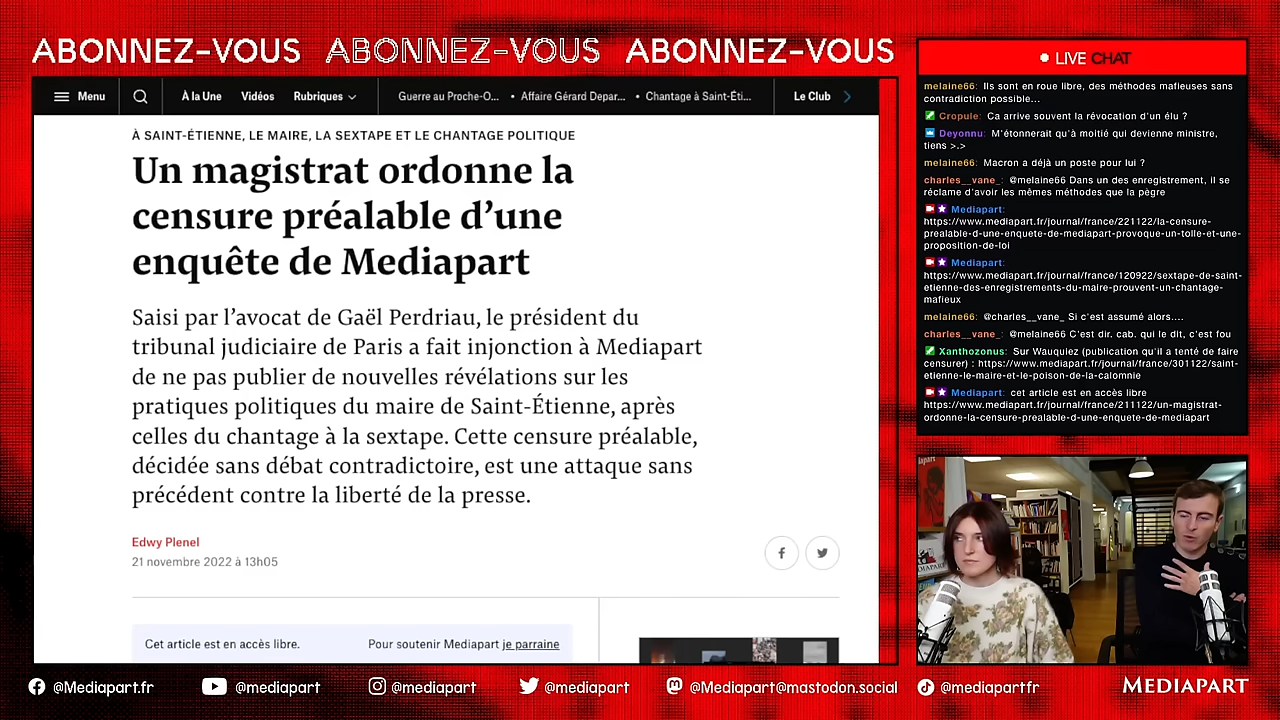 ABONNEZ-VOUS ABONNEZ-VOUS ABONNEZ-VOUS
Menu À la Une Vidéos Rubriques Guerre au Proche-O... • Affaire Gérard Depar... • Chantage à Saint-Éti... Le Club
À SAINT-ÉTIENNE, LE MAIRE, LA SEXTAPE ET LE CHANTAGE POLITIQUE
Un magistrat ordonne la
censure préalable d'une
enquête de Mediapart
Saisi par l'avocat de Gaël Perdriau, le président du
tribunal judiciaire de Paris a fait injonction à Mediapart
de ne pas publier de nouvelles révélations sur les
pratiques politiques du maire de Saint-Étienne, après
celles du chantage à la sextape. Cette censure préalable,
décidée sans débat contradictoire, est une attaque sans
précédent contre la liberté de la presse.
Edwy Plenel
21 novembre 2022 à 13h05
Cet article est en accès libre. Pour soutenir Mediapart je parraine
LIVE CHAT
melaine66: Ils sont en roue libre, des méthodes mafieuses sans
contradiction possible...
Cropule: Ca arrive souvent la révocation d'un élu ?
Deyonnu: M'étonnerait qu'à moitié qui devienne ministre,
tiens >.>
melaine66: Macron a déjà un poste pour lui ?
charles__vane_: @melaine66 Dans un des enregistrement, il se
réclame d'avoir les mêmes méthodes que la pègre
Mediapart:
https://www.mediapart.fr/journal/france/221122/la-censure-
prealable-d-une-enquete-de-mediapart-provoque-un-tolle-et-une-
proposition-de-loi
Mediapart:
https://www.mediapart.fr/journal/france/120922/sextape-de-saint-
etienne-des-enregistrements-du-maire-prouvent-un-chantage-
mafieux
melaine66: @charles__vane_ Si c'est assumé alors....
charles__vane_: @melaine66 C'est dir. cab. qui le dit, c'est fou
Xanthozonus: Sur Wauquiez (publication qu'il a tenté de faire
censurer) : https://www.mediapart.fr/journal/france/301122/saint-
etienne-le-maire-et-le-poison-de-la-calomnie
Mediapart: cet article est en accès libre
https://www.mediapart.fr/journal/france/211122/un-magistrat-
ordonne-la-censure-prealable-d-une-enquete-de-mediapart
@Mediapart.fr @mediapart @mediapart @mediapart @Mediapart@mastodon.social @mediapartfr MEDIAPART